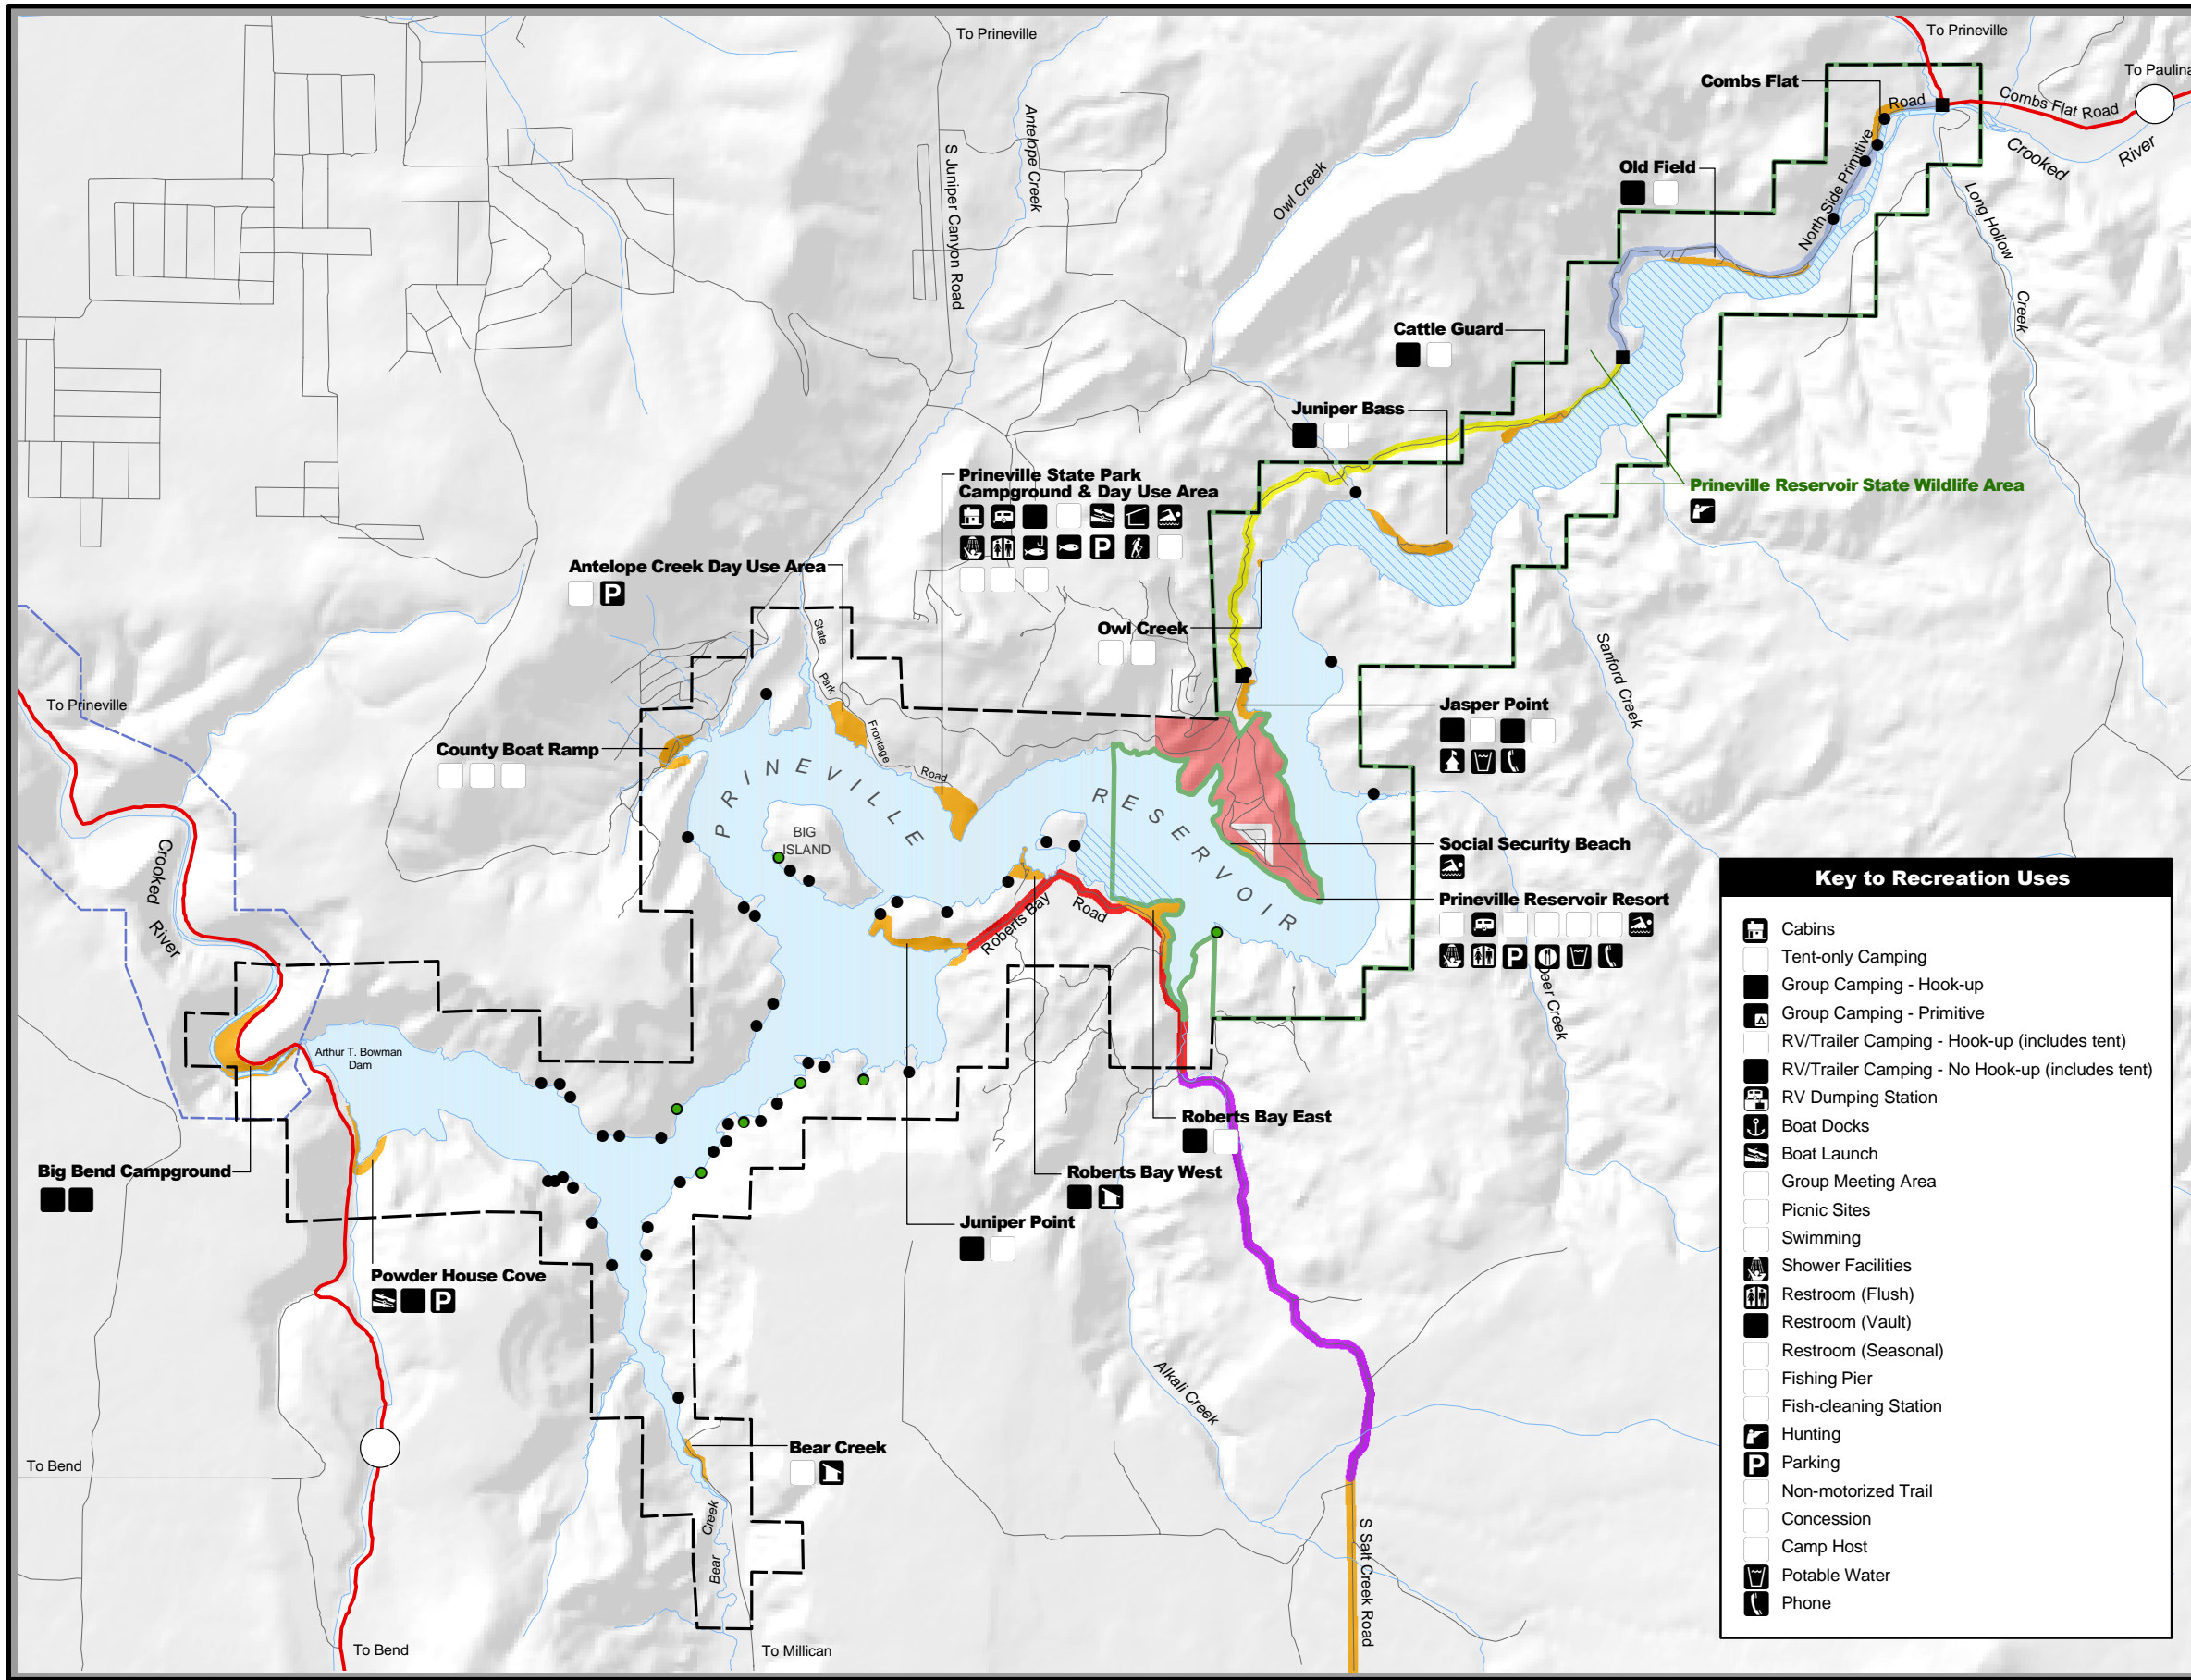 To Prineville
To Prineville
To Paulina
Combs Flat
Road
Combs Flat Road
Crooked
River
North Side Primitive
Long Hollow
Creek
Old Field
Antelope Creek
S Juniper Canyon Road
Owl Creek
Cattle Guard
Juniper Bass
Prineville State Park
Campground & Day Use Area
P
Prineville Reservoir State Wildlife Area
Antelope Creek Day Use Area
P
Owl Creek
State
Park
Frontage
Road
Sanford Creek
To Prineville
County Boat Ramp
Jasper Point
PRINEVILLE
RESERVOIR
BIG
ISLAND
Social Security Beach
Prineville Reservoir Resort
P
Crooked
River
Roberts Bay
Road
Deer Creek
Arthur T. Bowman
Dam
Roberts Bay East
Big Bend Campground
Roberts Bay West
Juniper Point
Powder House Cove
P
Alkali Creek
Bear Creek
To Bend
Bear
Creek
S Salt Creek Road
To Bend
To Millican
Key to Recreation Uses
Cabins
Tent-only Camping
Group Camping - Hook-up
Group Camping - Primitive
RV/Trailer Camping - Hook-up (includes tent)
RV/Trailer Camping - No Hook-up (includes tent)
RV Dumping Station
Boat Docks
Boat Launch
Group Meeting Area
Picnic Sites
Swimming
Shower Facilities
Restroom (Flush)
Restroom (Vault)
Restroom (Seasonal)
Fishing Pier
Fish-cleaning Station
Hunting
P Parking
Non-motorized Trail
Concession
Camp Host
Potable Water
Phone